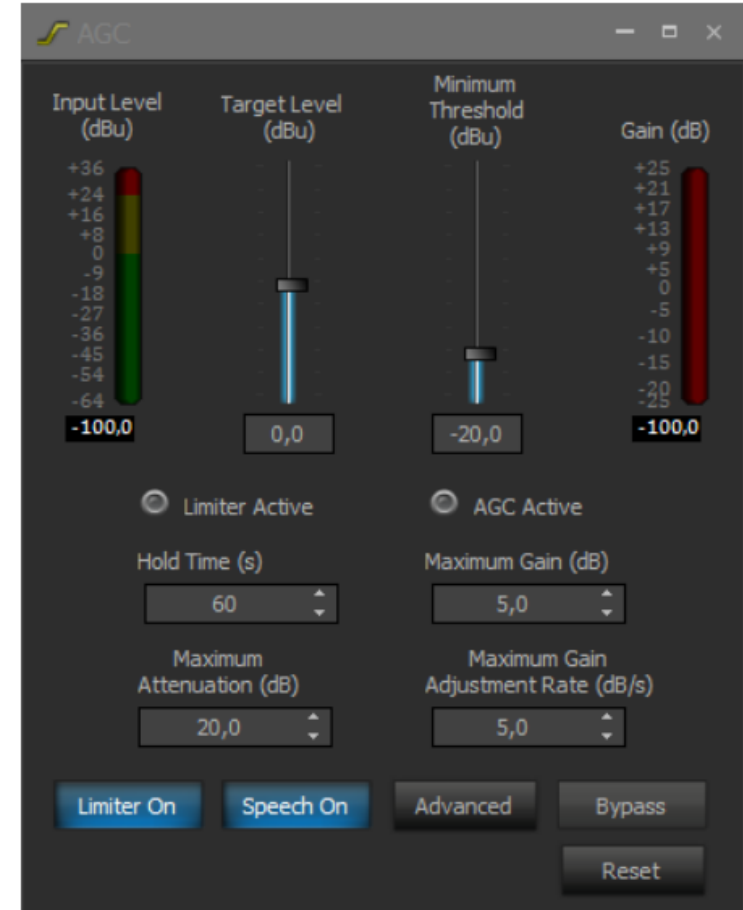 AGC
Input Level
(dBu)
Target Level
(dBu)
Minimum
Threshold
(dBu)
Gain (dB)
+36
+24
+16
+8
0
-9
-18
-27
-36
-45
-54
-64
-100,0
0,0
-20,0
+25
+21
+17
+13
+9
+5
0
-5
-10
-15
-20
-25
-100,0
Limiter Active
AGC Active
Hold Time (s)
Maximum Gain (dB)
60
5,0
Maximum
Attenuation (dB)
Maximum Gain
Adjustment Rate (dB/s)
20,0
5,0
Limiter On
Speech On
Advanced
Bypass
Reset